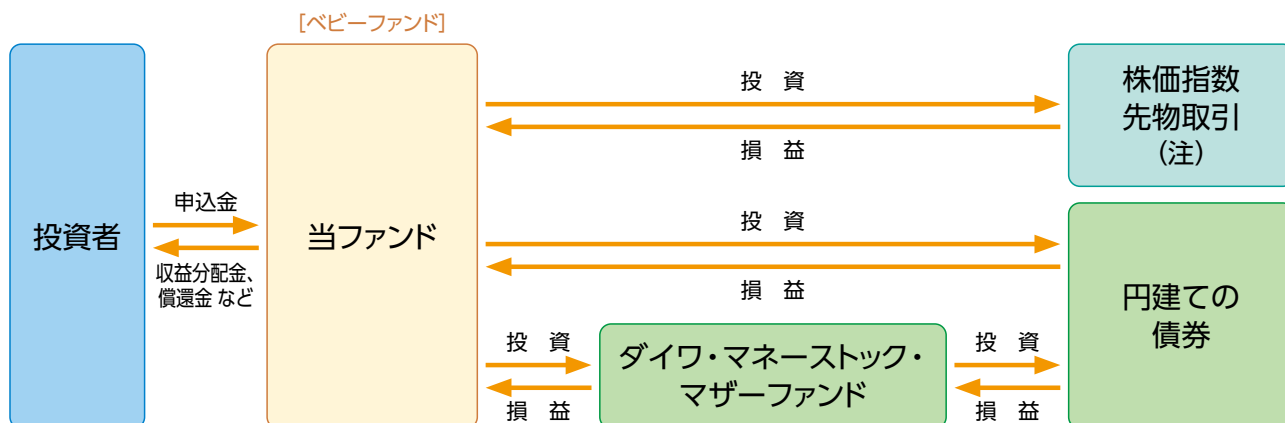 [ベビーファンド]
投資者
申込金
収益分配金、
償還金 など
当ファンド
投 資
損 益
株価指数
先物取引
(注)
投 資
損 益
円建ての
債券
投 資
損 益
ダイワ・マネーストック・
マザーファンド
投 資
損 益